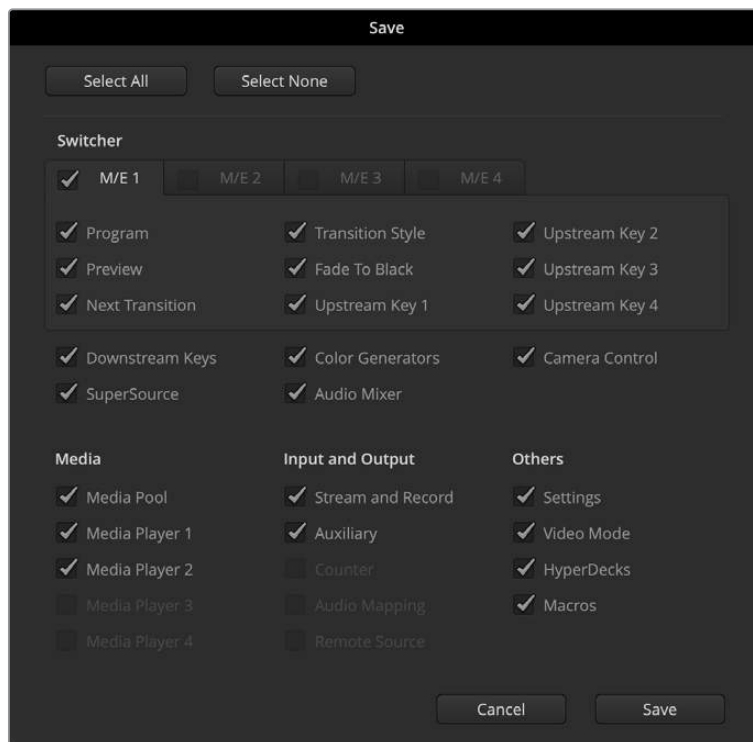 Save
Select All Select None
Switcher
M/E 1 M/E 2 M/E 3 M/E 4
Program Transition Style Upstream Key 2
Preview Fade To Black Upstream Key 3
Next Transition Upstream Key 1 Upstream Key 4
Downstream Keys Color Generators Camera Control
SuperSource Audio Mixer
Media Input and Output Others
Media Pool Stream and Record Settings
Media Player 1 Auxiliary Video Mode
Media Player 2 Counter HyperDecks
Media Player 3 Audio Mapping Macros
Media Player 4 Remote Source
Cancel Save